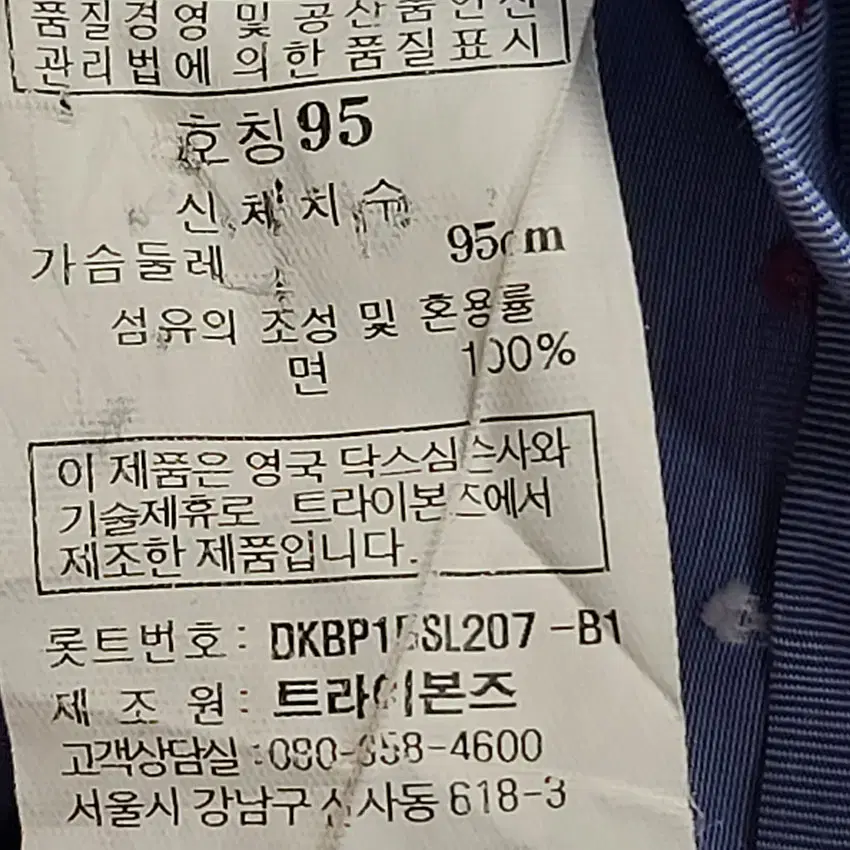 품질경영 및 공산품안전
관리법에 의한 품질표시
호칭95
신체치수
가슴둘레 95cm
섬유의 조성 및 혼용률
면 100%
이 제품은 영국 닥스심슨사와
기술제휴로 트라이본즈에서
제조한 제품입니다.
롯트번호: DKBP15SL207-B1
제 조 원: 트라이본즈
고객상담실:
서울시 강남구 신사동 618-3